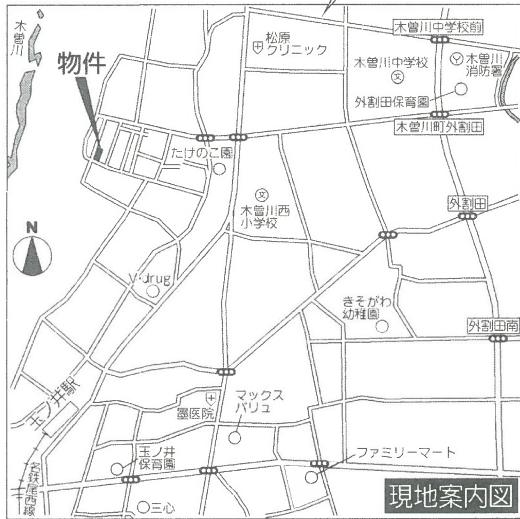 木曽川
物件
松原
クリニック
木曽川中学校前
木曽川中学校
木曽川
消防署
外割田保育園
木曽川町外割田
たけのこ園
木曽川西
小学校
外割田
N
V・drug
きそがわ
幼稚園
外割田南
玉ノ井駅
墨医院
マックス
バリュ
玉ノ井
保育園
ファミリーマート
名鉄尾西線
三心
現地案内図